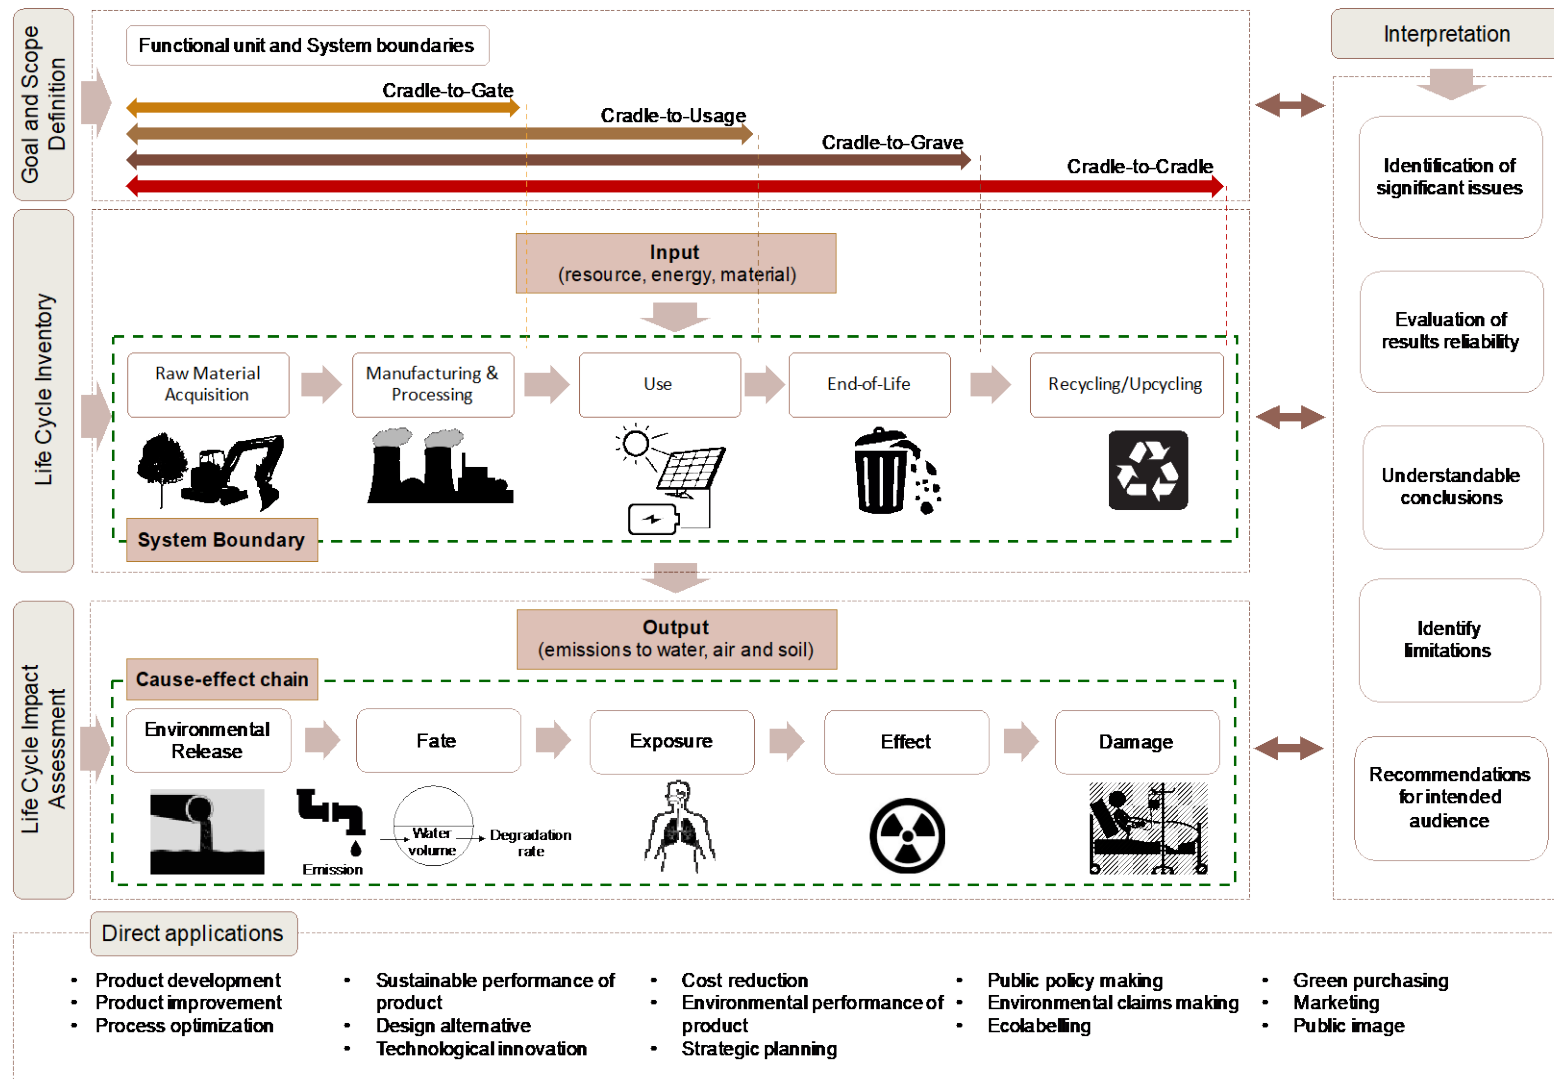 Goal and Scope
Definition
Functional unit and System boundaries
Cradle-to-Gate
Cradle-to-Usage
Cradle-to-Grave
Cradle-to-Cradle
Life Cycle Inventory
Input
(resource, energy, material)
Raw Material
Acquisition
Manufacturing &
Processing
Use
End-of-Life
Recycling/Upcycling
System Boundary
Life Cycle Impact
Assessment
Output
(emissions to water, air and soil)
Cause-effect chain
Environmental
Release
Fate
Exposure
Effect
Damage
Emission
Water
volume
Degradation
rate
Interpretation
Identification of
significant issues
Evaluation of
results reliability
Understandable
conclusions
Identify
limitations
Recommendations
for intended
audience
Direct applications
• Product development
• Product improvement
• Process optimization
• Sustainable performance of
product
• Design alternative
• Technological innovation
• Cost reduction
• Environmental performance of
product
• Strategic planning
• Public policy making
• Environmental claims making
• Ecolabelling
• Green purchasing
• Marketing
• Public image